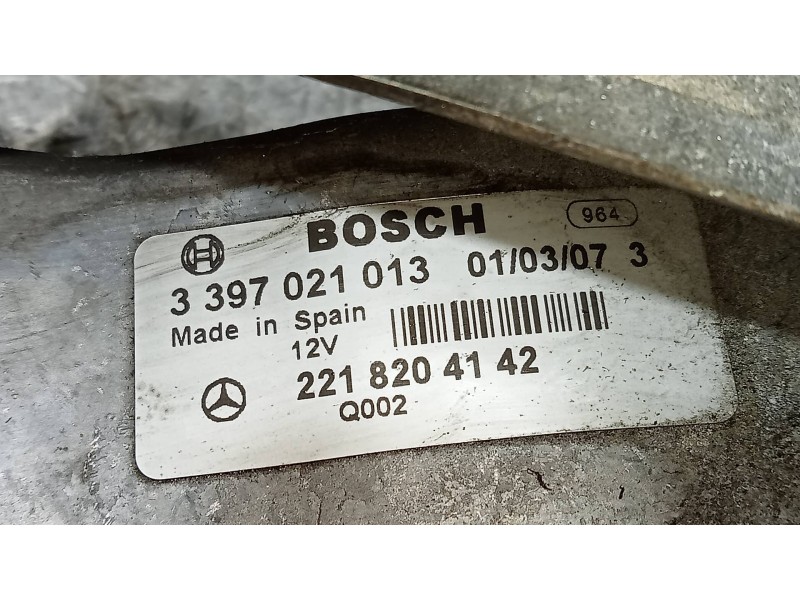 BOSCH 964
3 397 021 013 01/03/07 3
Made in Spain
12V
221 820 41 42
Q002